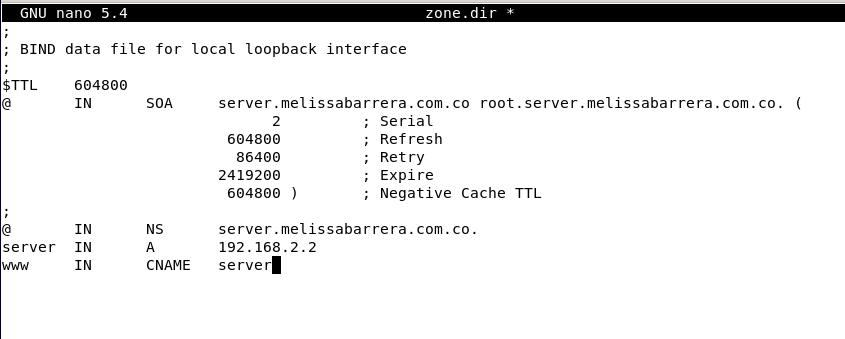 GNU nano 5.4 zone.dir *
;
; BIND data file for local loopback interface
;
$TTL 604800
@ IN SOA server.melissabarrera.com.co root.server.melissabarrera.com.co. (
2 ; Serial
604800 ; Refresh
86400 ; Retry
2419200 ; Expire
604800 ) ; Negative Cache TTL
;
@ IN NS server.melissabarrera.com.co.
server IN A 192.168.2.2
www IN CNAME server